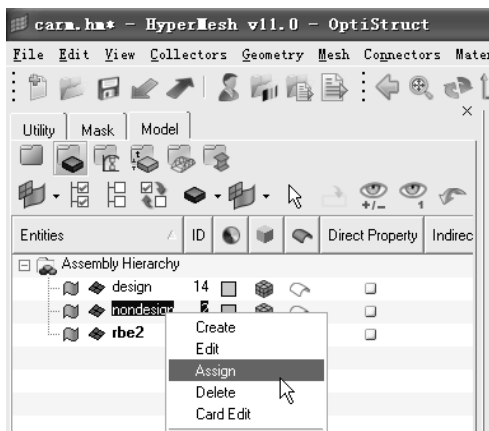 carm.hm* - HyperMesh v11.0 - OptiStruct
File Edit View Collectors Geometry Mesh Connectors Mater
Utility Mask Model
+/- 1
Entities ID Direct Property Indirec
Assembly Hierarchy
design 14
nondesign
rbe2
Create
Edit
Assign
Delete
Card Edit